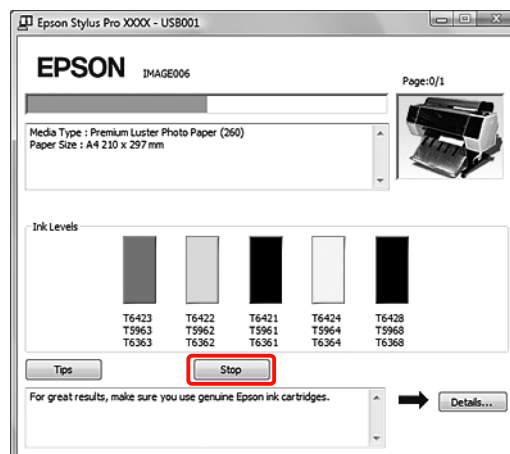 Epson Stylus Pro XXXX - USB001
EPSON IMAGE006
Page:0/1
Media Type : Premium Luster Photo Paper (260)
Paper Size : A4 210 x 297 mm
Ink Levels
T6423 T6422 T6421 T6424 T6428
T5963 T5962 T5961 T5964 T5968
T6363 T6362 T6361 T6364 T6368
Tips Stop
For great results, make sure you use genuine Epson ink cartridges.
Details...